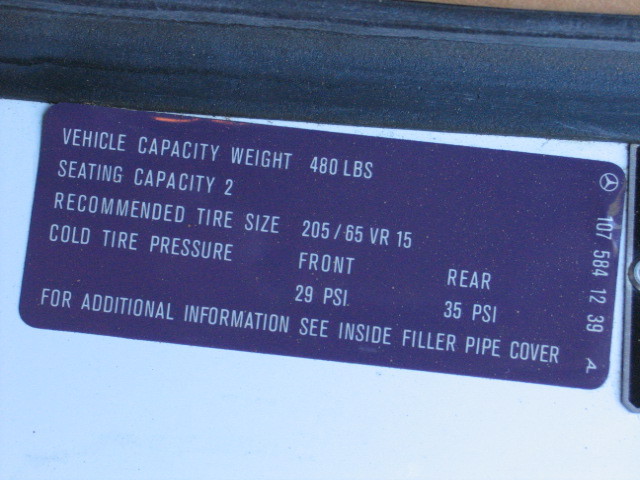 VEHICLE CAPACITY WEIGHT 480 LBS
SEATING CAPACITY 2
RECOMMENDED TIRE SIZE 205/65 VR 15
COLD TIRE PRESSURE FRONT REAR
29 PSI 35 PSI
FOR ADDITIONAL INFORMATION SEE INSIDE FILLER PIPE COVER
107 584 12 39 A